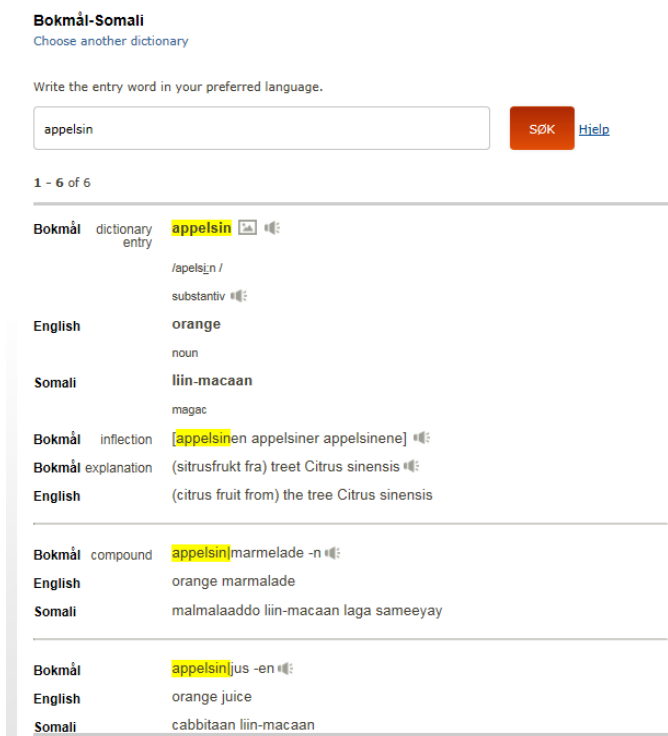 Bokmål-Somali
Choose another dictionary
Write the entry word in your preferred language.
appelsin SØK Hjelp
1 - 6 of 6
Bokmål dictionary entry appelsin
/apelsi:n /
substantiv
English orange
noun
Somali liin-macaan
magac
Bokmål inflection [appelsinen appelsiner appelsinene]
Bokmål explanation (sitrusfrukt fra) treet Citrus sinensis
English (citrus fruit from) the tree Citrus sinensis
Bokmål compound appelsin|marmelade -n
English orange marmalade
Somali malmalaaddo liin-macaan laga sameeyay
Bokmål appelsin|jus -en
English orange juice
Somali cabbitaan liin-macaan